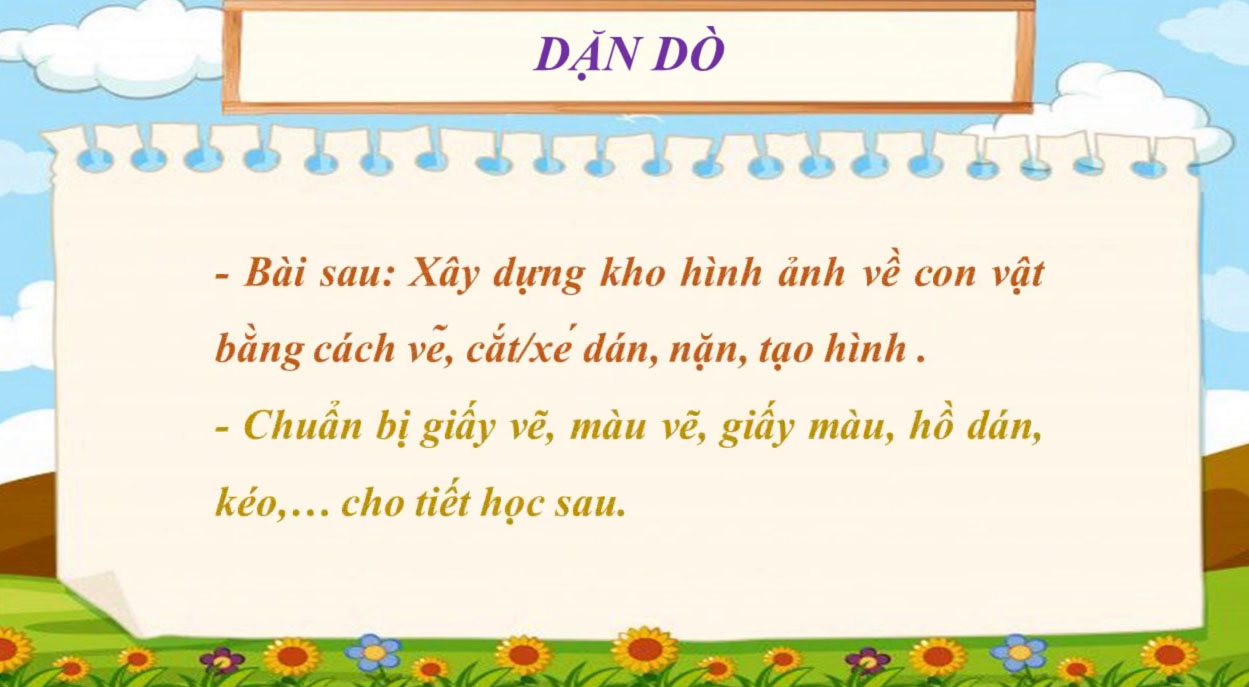 DẶN DÒ
- Bài sau: Xây dựng kho hình ảnh về con vật
bằng cách vẽ, cắt/xé dán, nặn, tạo hình .
- Chuẩn bị giấy vẽ, màu vẽ, giấy màu, hồ dán,
kéo,… cho tiết học sau.